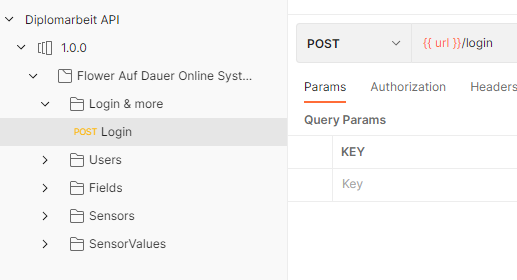 Diplomarbeit API
1.0.0
Flower Auf Dauer Online Syst...
Login & more
POST Login
Users
Fields
Sensors
SensorValues
POST
{{ url }}/login
Params Authorization Headers
Query Params
KEY
Key